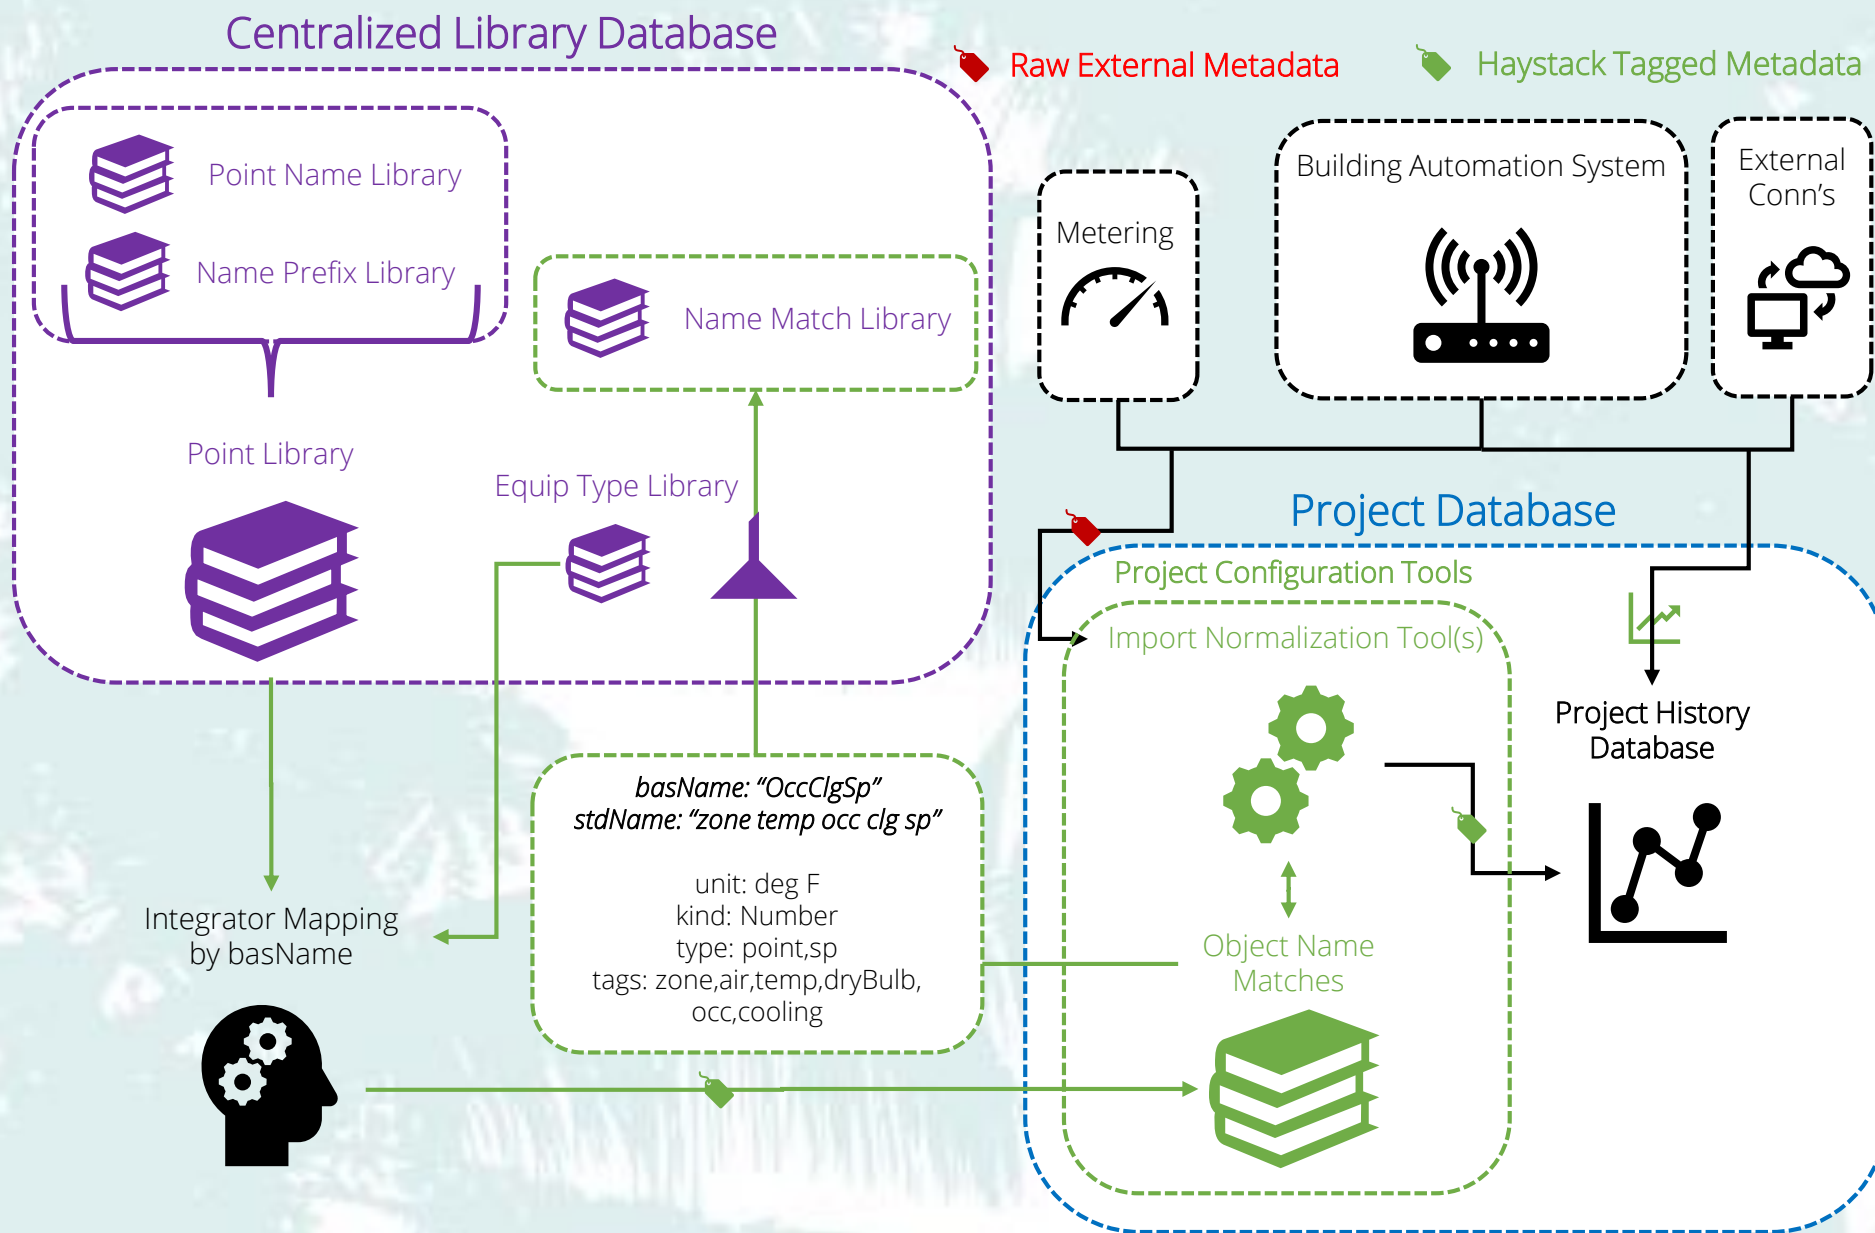 Centralized Library Database
Raw External Metadata
Haystack Tagged Metadata
Point Name Library
Name Prefix Library
Name Match Library
Point Library
Equip Type Library
Metering
Building Automation System
External
Conn's
Project Database
Project Configuration Tools
Import Normalization Tool(s)
Project History
Database
Object Name
Matches
basName: “OccClgSp”
stdName: “zone temp occ clg sp”
unit: deg F
kind: Number
type: point,sp
tags: zone,air,temp,dryBulb,
occ,cooling
Integrator Mapping
by basName